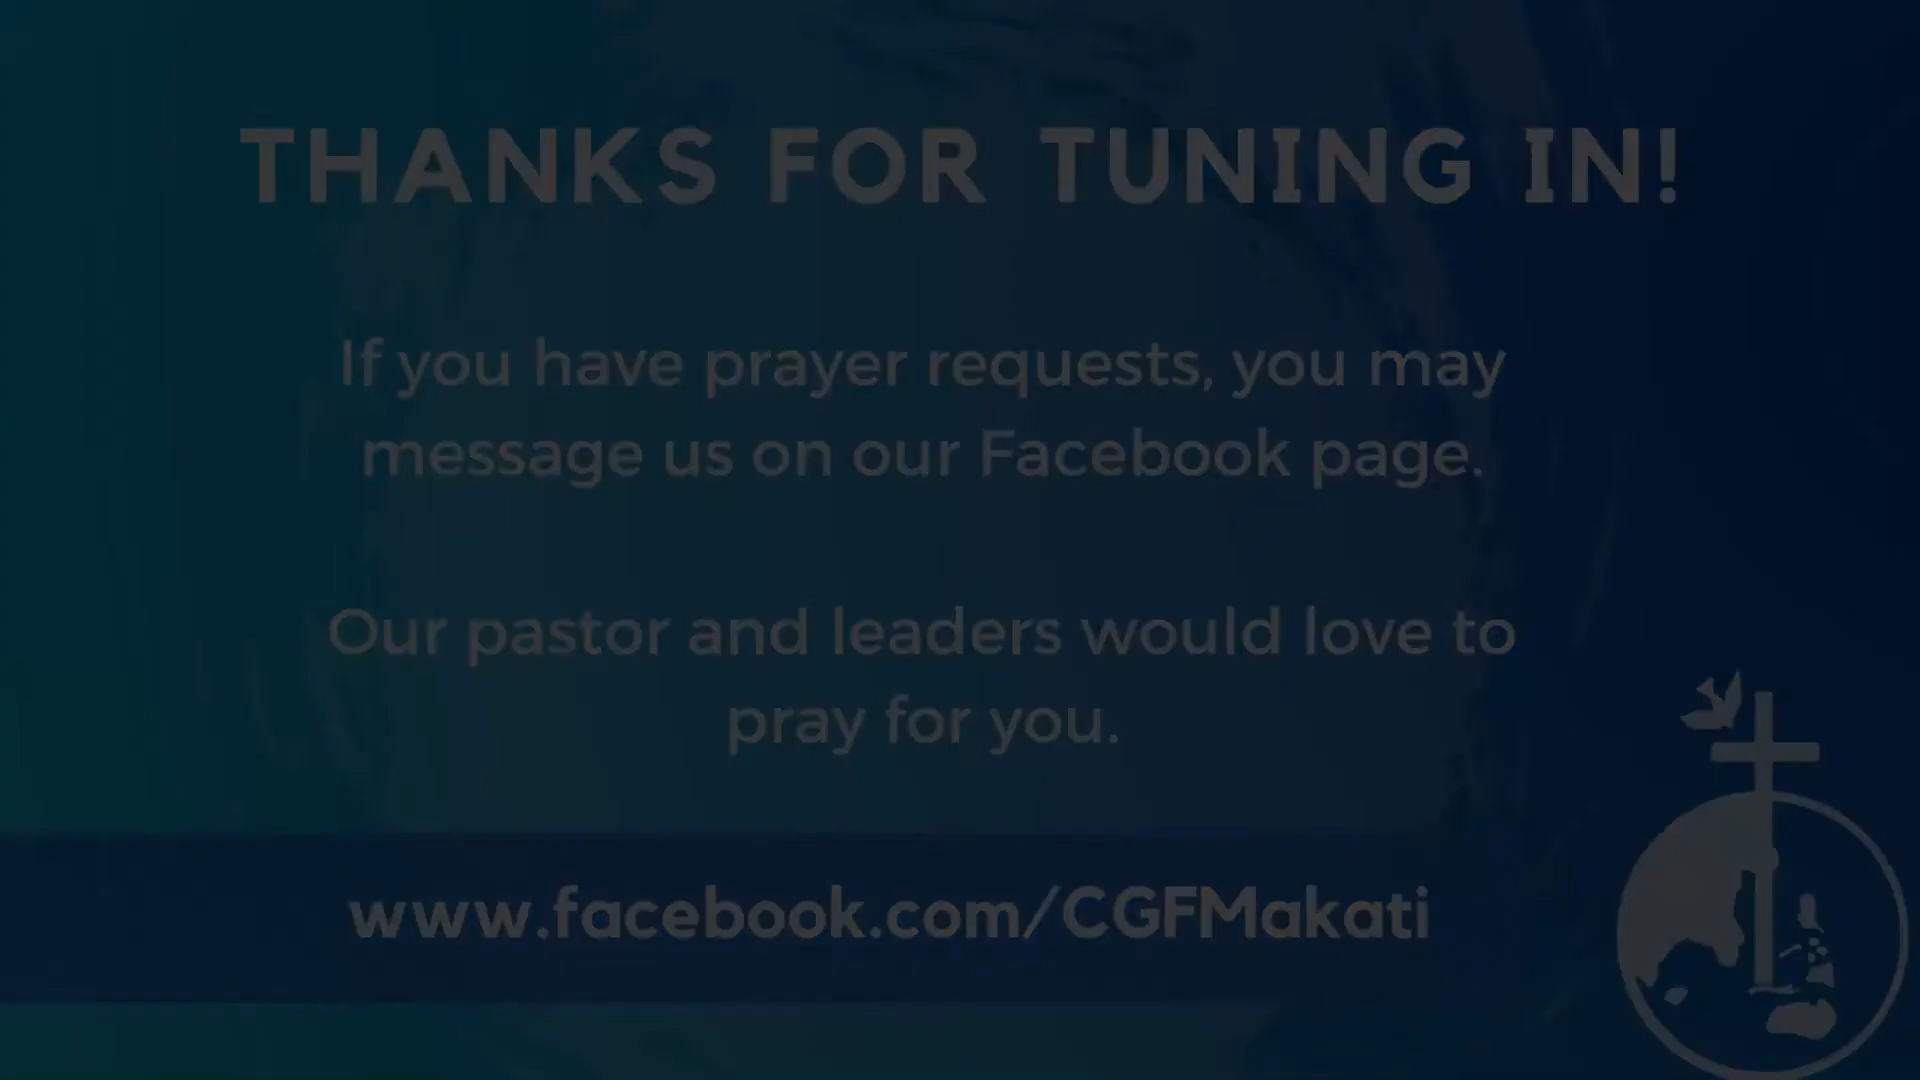 THANKS FOR TUNING IN!
If you have prayer requests, you may
message us on our Facebook page.
Our pastor and leaders would love to
pray for you.
www.facebook.com/CGFMakati